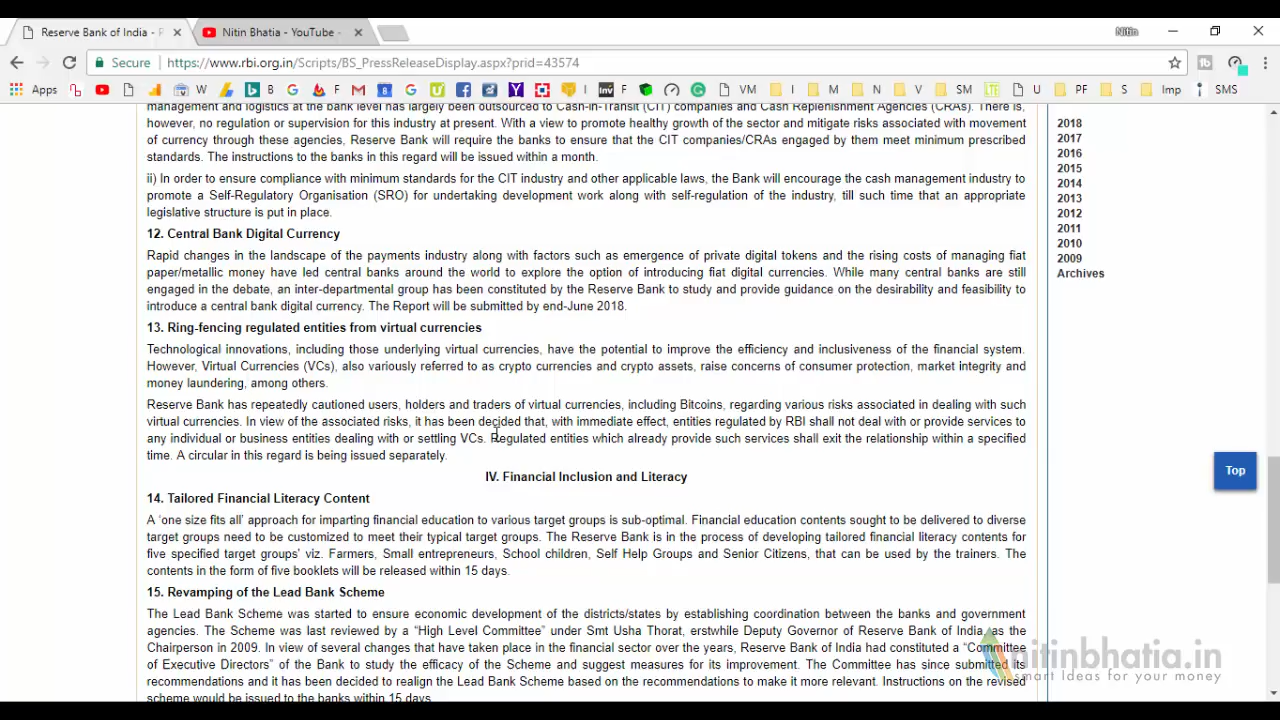 Reserve Bank of India - P
Nitin Bhatia - YouTube -
Nitin
Secure
https://www.rbi.org.in/Scripts/BS_PressReleaseDisplay.aspx?prid=43574
Apps W B G F M G U F I F VM I M N V SM U PF S Imp SMS
management and logistics at the bank level has largely been outsourced to Cash-in-Transit (CIT) companies and Cash Replenishment Agencies (CRAs). There is,
however, no regulation or supervision for this industry at present. With a view to promote healthy growth of the sector and mitigate risks associated with movement
of currency through these agencies, Reserve Bank will require the banks to ensure that the CIT companies/CRAs engaged by them meet minimum prescribed
standards. The instructions to the banks in this regard will be issued within a month.
ii) In order to ensure compliance with minimum standards for the CIT industry and other applicable laws, the Bank will encourage the cash management industry to
promote a Self-Regulatory Organisation (SRO) for undertaking development work along with self-regulation of the industry, till such time that an appropriate
legislative structure is put in place.
12. Central Bank Digital Currency
Rapid changes in the landscape of the payments industry along with factors such as emergence of private digital tokens and the rising costs of managing fiat
paper/metallic money have led central banks around the world to explore the option of introducing fiat digital currencies. While many central banks are still
engaged in the debate, an inter-departmental group has been constituted by the Reserve Bank to study and provide guidance on the desirability and feasibility to
introduce a central bank digital currency. The Report will be submitted by end-June 2018.
13. Ring-fencing regulated entities from virtual currencies
Technological innovations, including those underlying virtual currencies, have the potential to improve the efficiency and inclusiveness of the financial system.
However, Virtual Currencies (VCs), also variously referred to as crypto currencies and crypto assets, raise concerns of consumer protection, market integrity and
money laundering, among others.
Reserve Bank has repeatedly cautioned users, holders and traders of virtual currencies, including Bitcoins, regarding various risks associated in dealing with such
virtual currencies. In view of the associated risks, it has been decided that, with immediate effect, entities regulated by RBI shall not deal with or provide services to
any individual or business entities dealing with or settling VCs. Regulated entities which already provide such services shall exit the relationship within a specified
time. A circular in this regard is being issued separately.
IV. Financial Inclusion and Literacy
14. Tailored Financial Literacy Content
A ‘one size fits all’ approach for imparting financial education to various target groups is sub-optimal. Financial education contents sought to be delivered to diverse
target groups need to be customized to meet their typical target groups. The Reserve Bank is in the process of developing tailored financial literacy contents for
five specified target groups’ viz. Farmers, Small entrepreneurs, School children, Self Help Groups and Senior Citizens, that can be used by the trainers. The
contents in the form of five booklets will be released within 15 days.
15. Revamping of the Lead Bank Scheme
The Lead Bank Scheme was started to ensure economic development of the districts/states by establishing coordination between the banks and government
agencies. The Scheme was last reviewed by a “High Level Committee” under Smt Usha Thorat, erstwhile Deputy Governor of Reserve Bank of India, as the
Chairperson in 2009. In view of several changes that have taken place in the financial sector over the years, Reserve Bank of India had constituted a “Committee
of Executive Directors” of the Bank to study the efficacy of the Scheme and suggest measures for its improvement. The Committee has since submitted its
recommendations and it has been decided to realign the Lead Bank Scheme based on the recommendations to make it more relevant. Instructions on the revised
scheme would be issued to the banks within 15 days.
2018
2017
2016
2015
2014
2013
2012
2011
2010
2009
Archives
Top
nitinbhatia.in
smart Ideas for your money